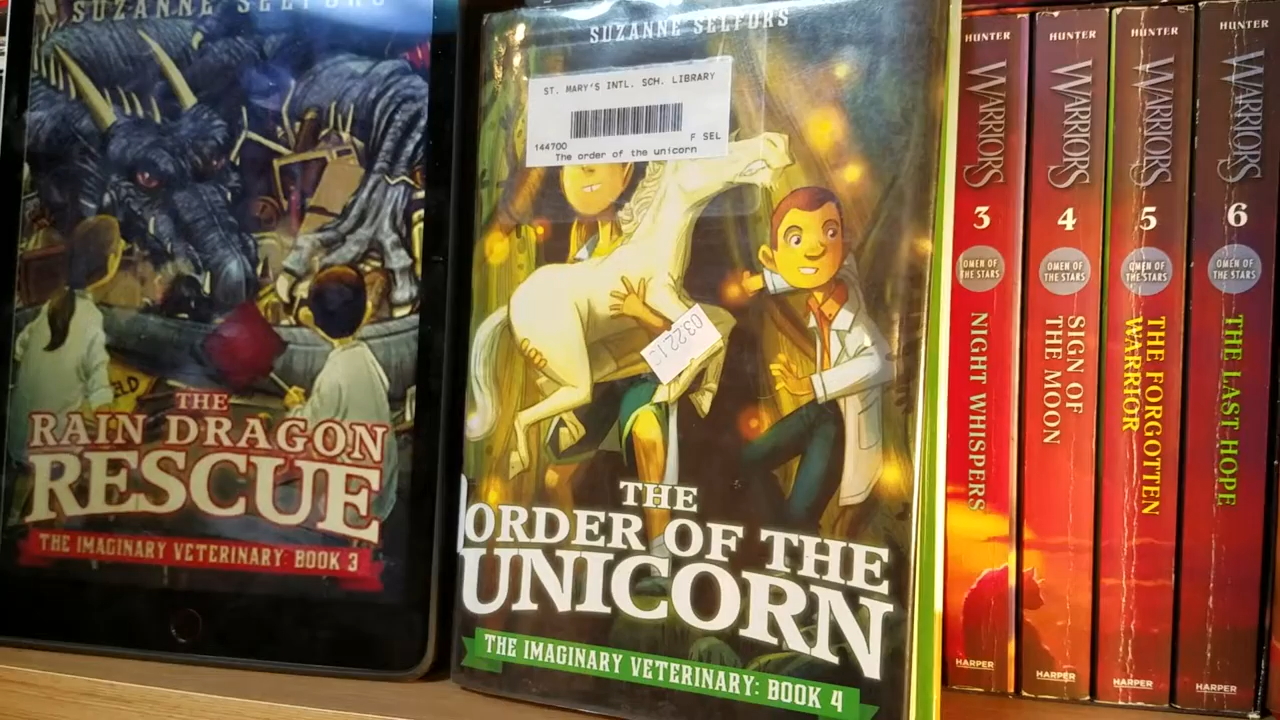 SUZANNE SELFORS
THE
RAIN DRAGON
RESCUE
THE IMAGINARY VETERINARY: BOOK 3
SUZANNE SELFORS
ST. MARY'S INTL. SCH. LIBRARY
144700
F SEL
The order of the unicorn
THE
ORDER OF THE
UNICORN
THE IMAGINARY VETERINARY: BOOK 4
HUNTER
WARRIORS
3
OMEN OF
THE STARS
NIGHT WHISPERS
HARPER
HUNTER
WARRIORS
4
OMEN OF
THE STARS
SIGN OF
THE MOON
HARPER
HUNTER
WARRIORS
5
OMEN OF
THE STARS
THE FORGOTTEN
WARRIOR
HARPER
HUNTER
WARRIORS
6
OMEN OF
THE STARS
THE LAST HOPE
HARPER